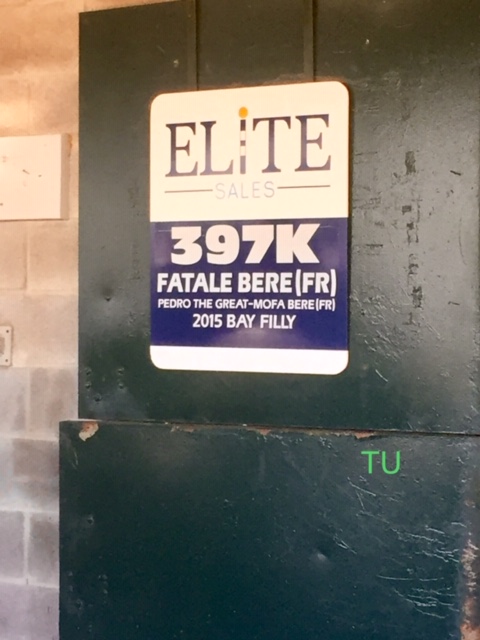 ELiTE
SALES
397K
FATALE BERE (FR)
PEDRO THE GREAT-MOFA BERE (FR)
2015 BAY FILLY
TU